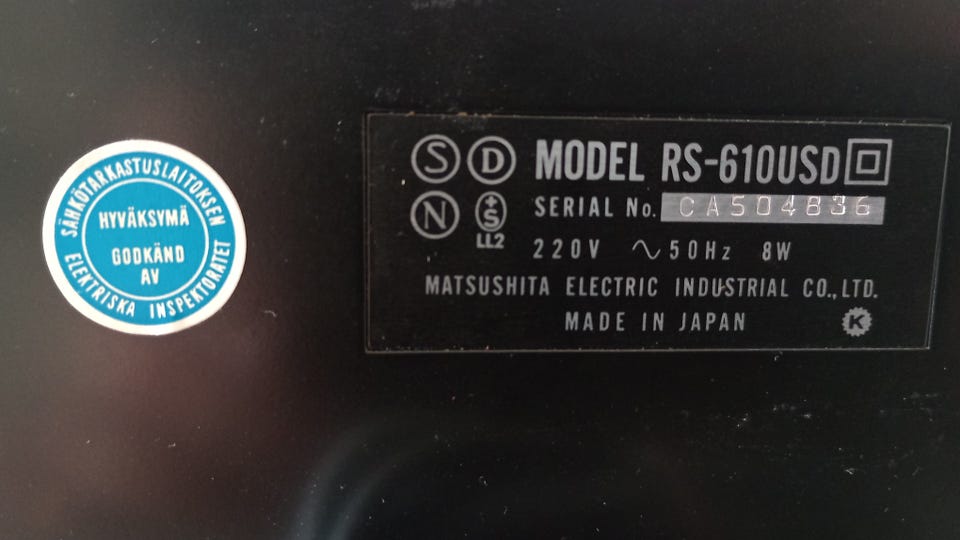 SÄHKÖTARKASTUSLAITOKSEN
HYVÄKSYMÄ
GODKÄND
AV
ELEKTRISKA INSPEKTORATET
S D MODEL RS-610USD
N +S SERIAL No. CA504836
LL2
220V ∿50Hz 8W
MATSUSHITA ELECTRIC INDUSTRIAL CO.,LTD.
MADE IN JAPAN K